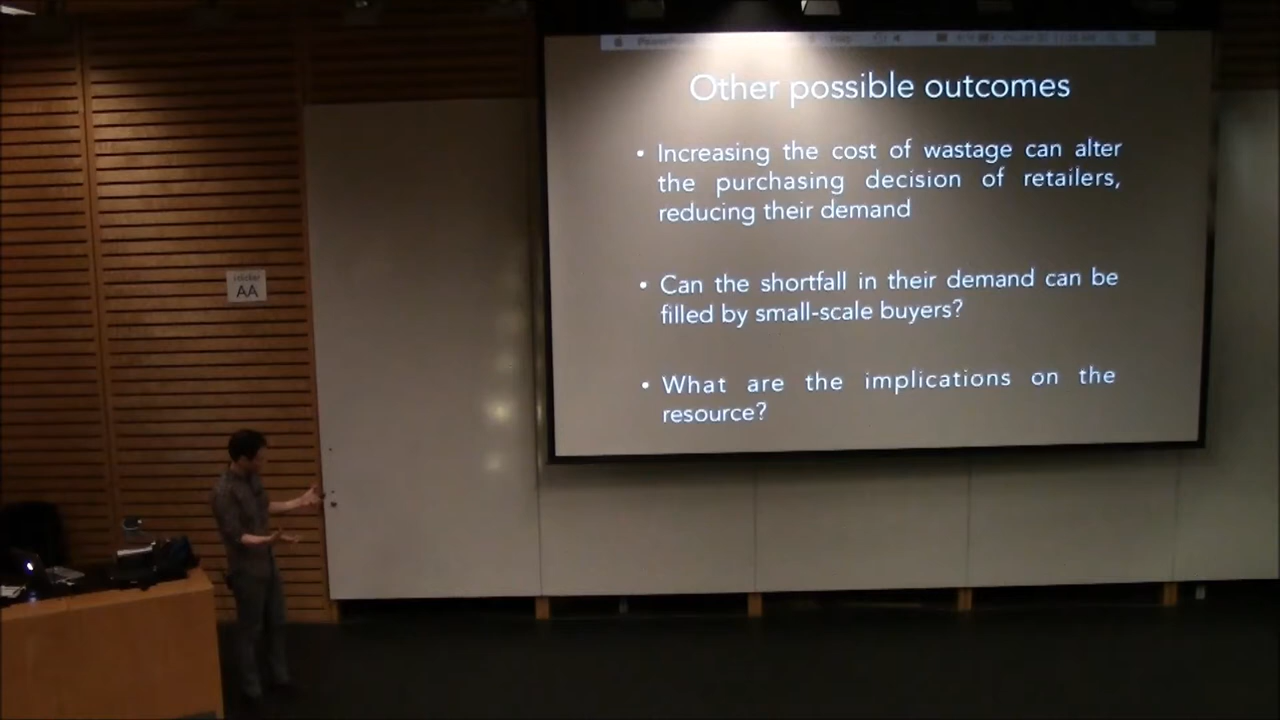 Other possible outcomes
• Increasing the cost of wastage can alter
the purchasing decision of retailers,
reducing their demand
• Can the shortfall in their demand can be
filled by small-scale buyers?
• What are the implications on the
resource?
AA